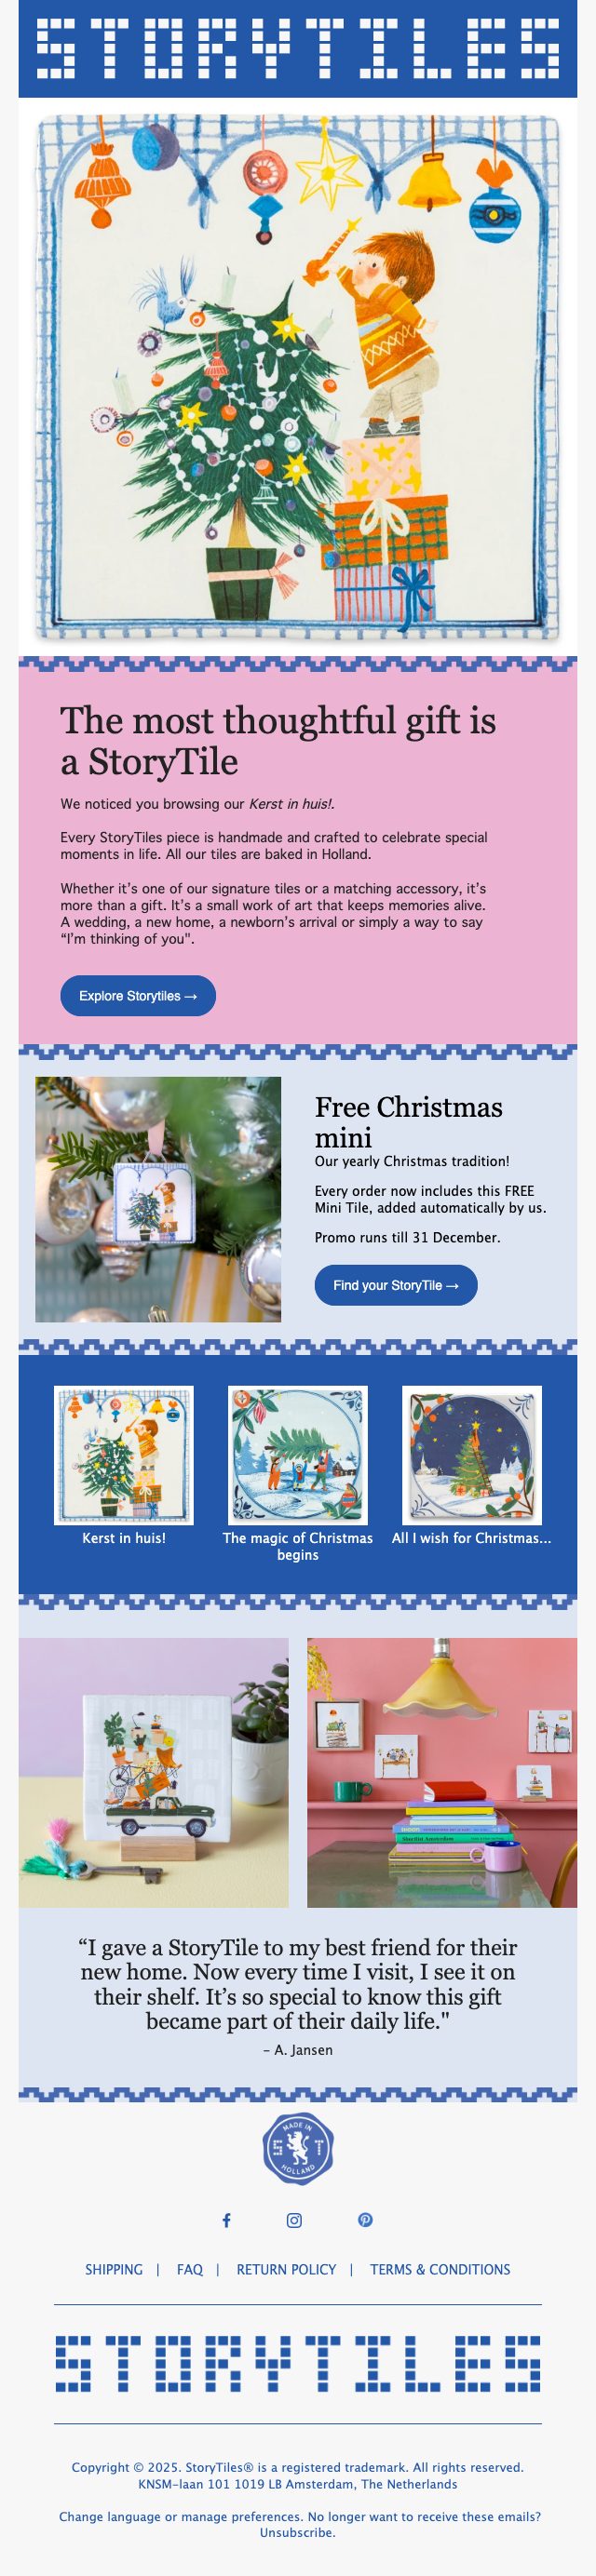 STORYTILES
The most thoughtful gift is
a StoryTile
We noticed you browsing our Kerst in huis!.
Every StoryTiles piece is handmade and crafted to celebrate special
moments in life. All our tiles are baked in Holland.
Whether it’s one of our signature tiles or a matching accessory, it’s
more than a gift. It’s a small work of art that keeps memories alive.
A wedding, a new home, a newborn’s arrival or simply a way to say
“I’m thinking of you".
Explore Storytiles →
Free Christmas
mini
Our yearly Christmas tradition!
Every order now includes this FREE
Mini Tile, added automatically by us.
Promo runs till 31 December.
Find your StoryTile →
Kerst in huis!
The magic of Christmas
begins
All I wish for Christmas...
“I gave a StoryTile to my best friend for their
new home. Now every time I visit, I see it on
their shelf. It’s so special to know this gift
became part of their daily life."
– A. Jansen
MADE IN
S T
HOLLAND
SHIPPING | FAQ | RETURN POLICY | TERMS & CONDITIONS
STORYTILES
Copyright © 2025. StoryTiles® is a registered trademark. All rights reserved.
KNSM-laan 101 1019 LB Amsterdam, The Netherlands
Change language or manage preferences. No longer want to receive these emails?
Unsubscribe.